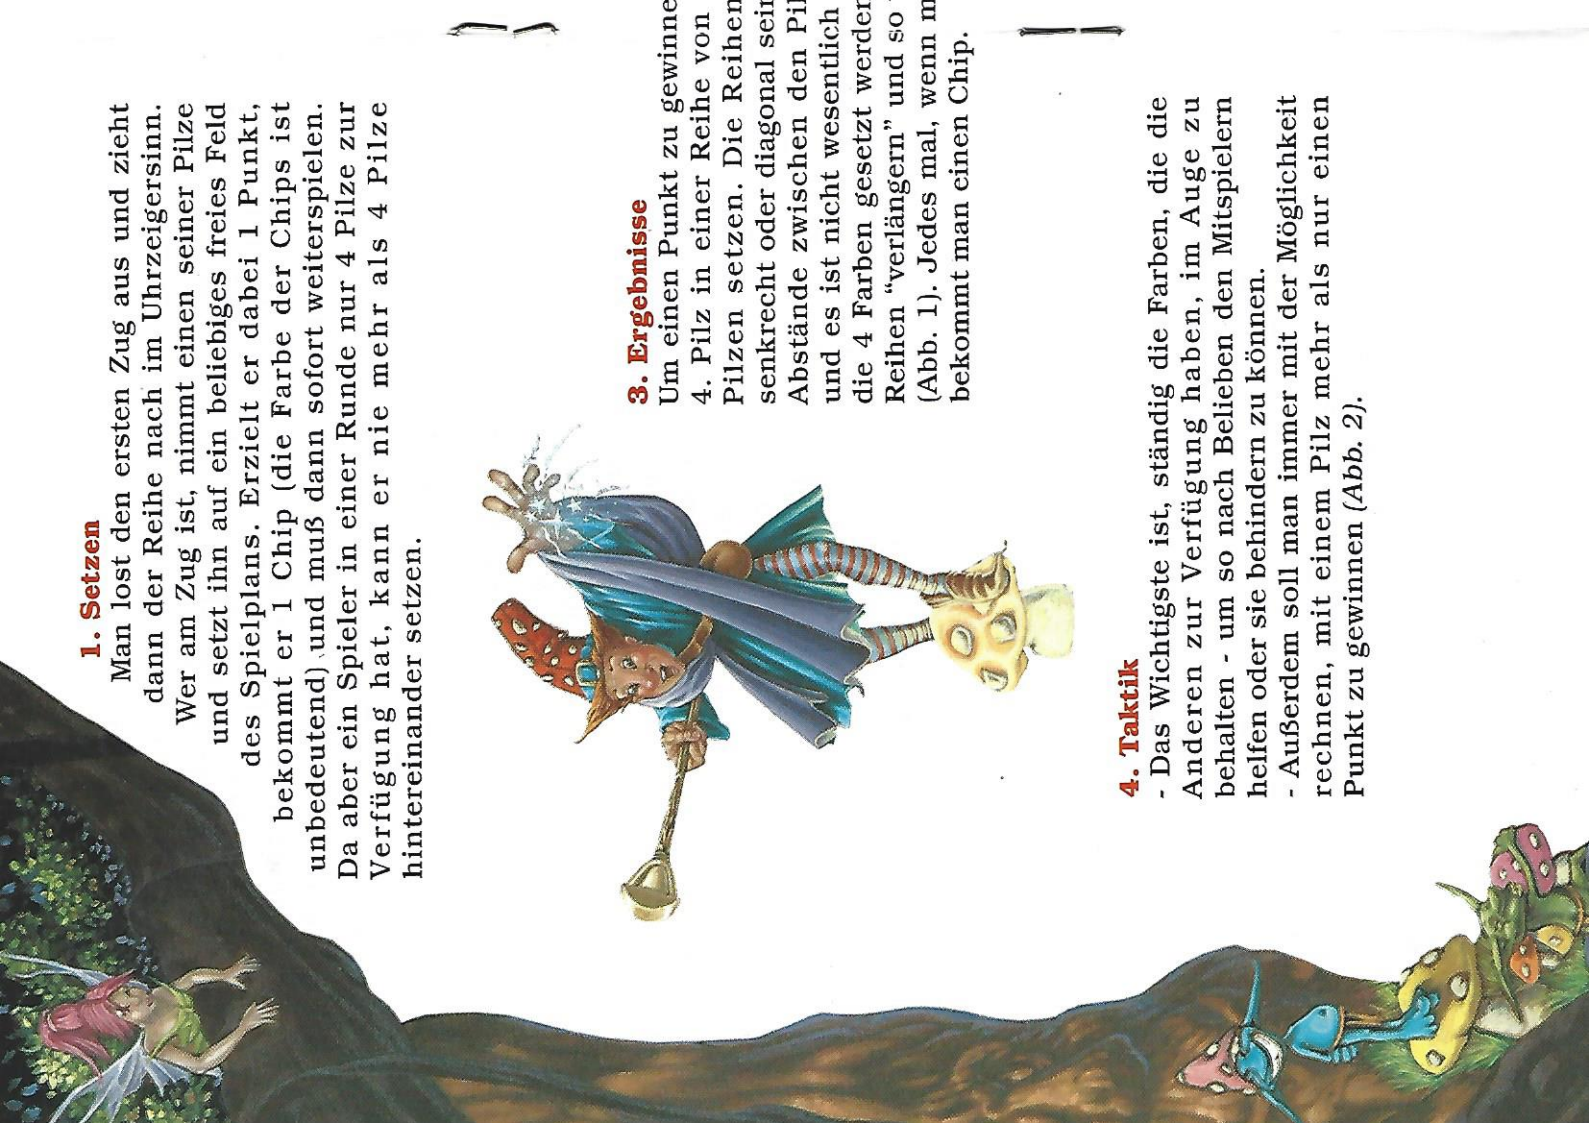 1. Setzen
Man lost den ersten Zug aus und zieht
dann der Reihe nach im Uhrzeigersinn.
Wer am Zug ist, nimmt einen seiner Pilze
und setzt ihn auf ein beliebiges freies Feld
des Spielplans. Erzielt er dabei 1 Punkt,
bekommt er 1 Chip (die Farbe der Chips ist
unbedeutend) und muß dann sofort weiterspielen.
Da aber ein Spieler in einer Runde nur 4 Pilze zur
Verfügung hat, kann er nie mehr als 4 Pilze
hintereinander setzen.
3. Ergebnisse
Um einen Punkt zu gewinne
4. Pilz in einer Reihe von
Pilzen setzen. Die Reihen
senkrecht oder diagonal sein
Abstände zwischen den Pil
und es ist nicht wesentlich
die 4 Farben gesetzt werden
Reihen “verlängern” und so
(Abb. 1). Jedes mal, wenn m
bekommt man einen Chip.
4. Taktik
- Das Wichtigste ist, ständig die Farben, die die
Anderen zur Verfügung haben, im Auge zu
behalten - um so nach Belieben den Mitspielern
helfen oder sie behindern zu können.
- Außerdem soll man immer mit der Möglichkeit
rechnen, mit einem Pilz mehr als nur einen
Punkt zu gewinnen (Abb. 2).